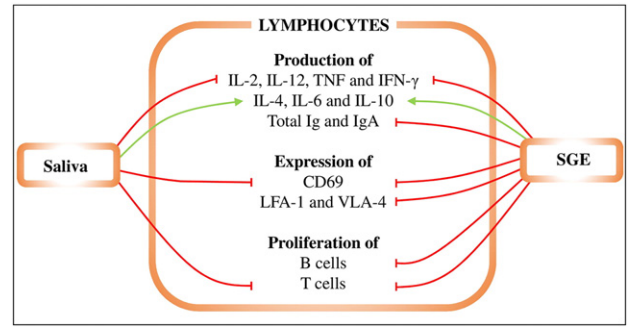 LYMPHOCYTES
Production of
IL-2, IL-12, TNF and IFN-γ
IL-4, IL-6 and IL-10
Total Ig and IgA
Saliva
SGE
Expression of
CD69
LFA-1 and VLA-4
Proliferation of
B cells
T cells